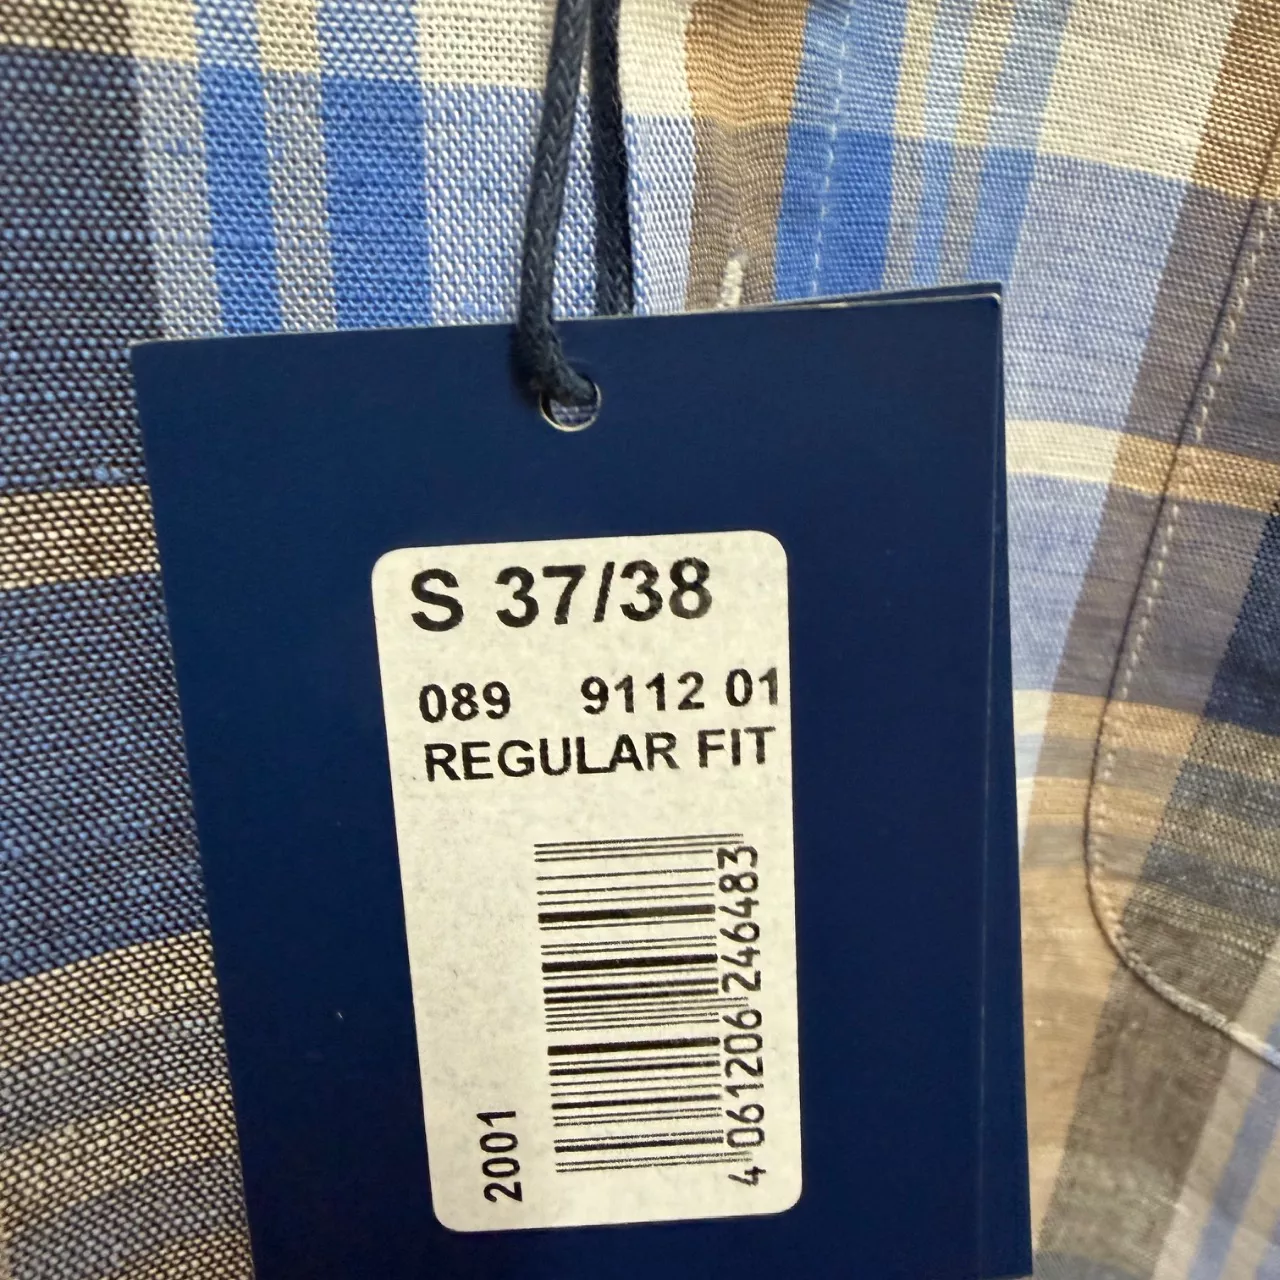 S 37/38
089 9112 01
REGULAR FIT
4 061206 246483
2001